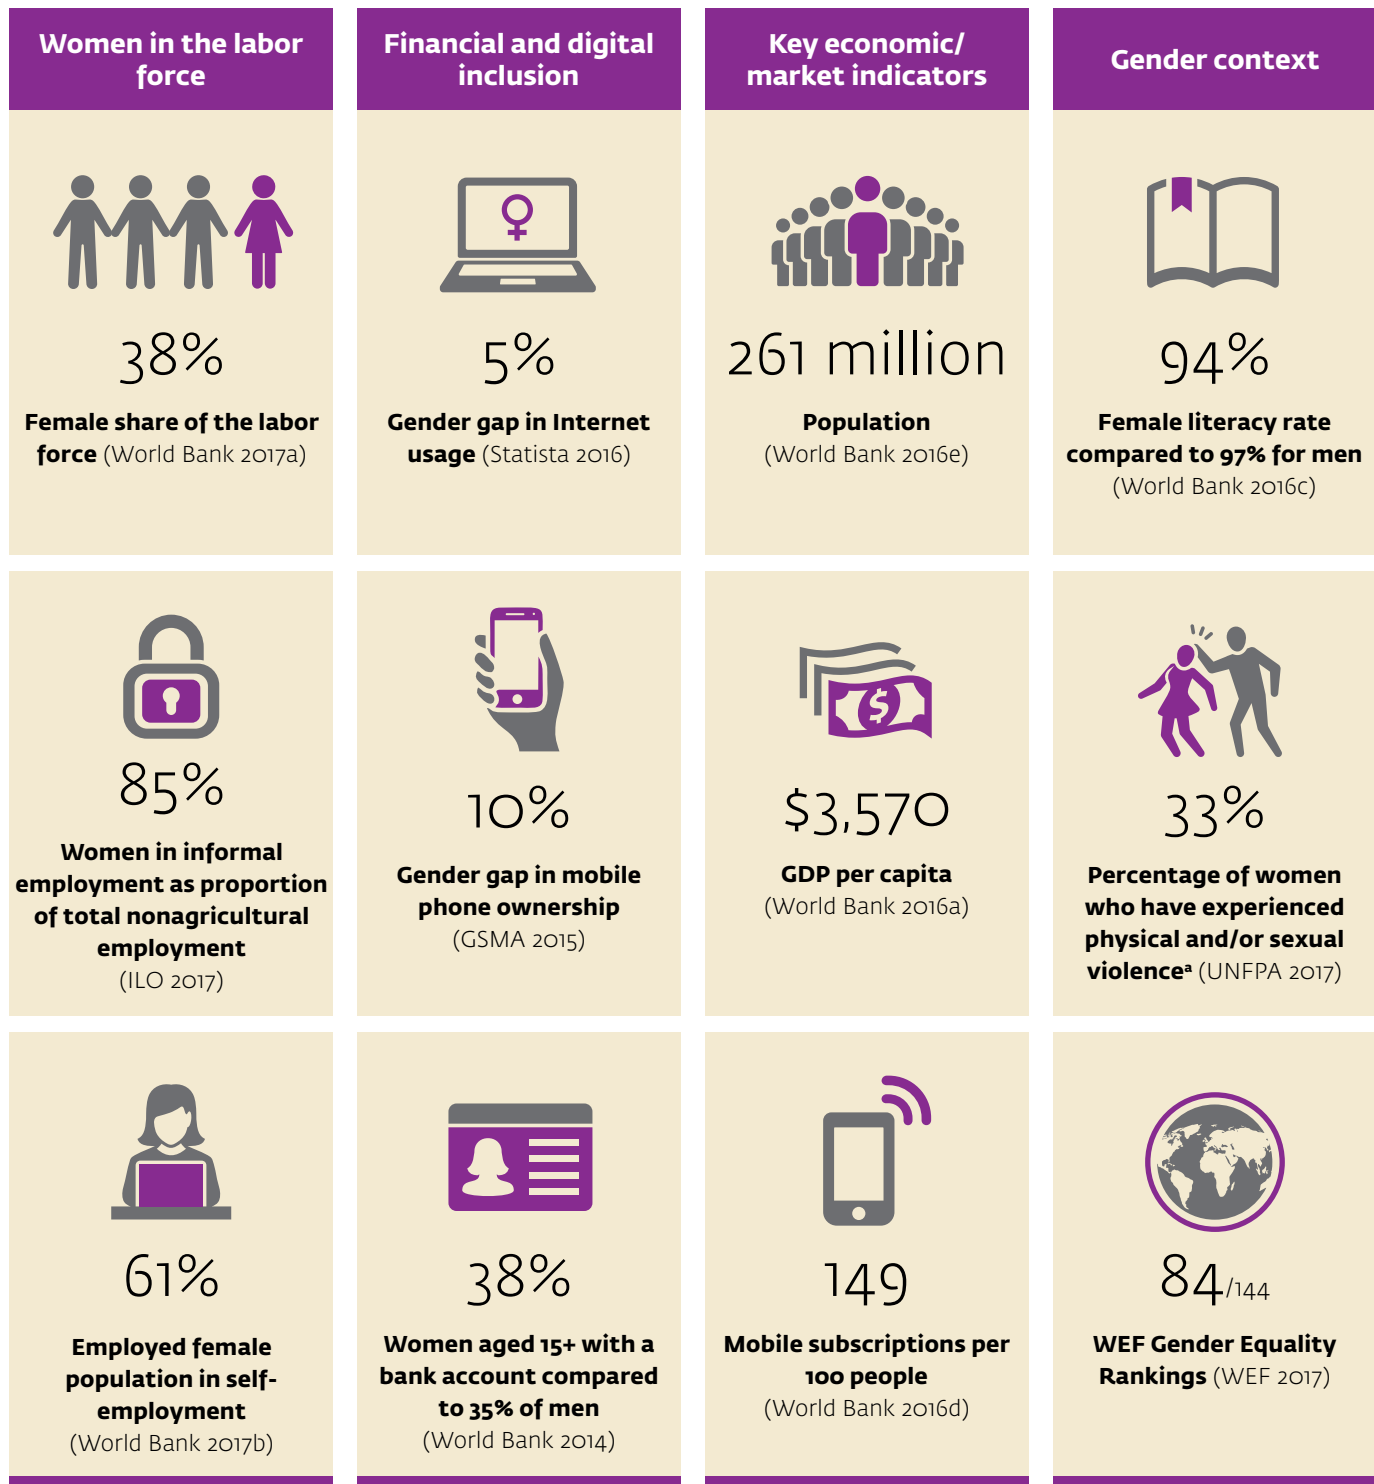 Women in the labor
force
Financial and digital
inclusion
Key economic/
market indicators
Gender context
38%
Female share of the labor
force (World Bank 2017a)
5%
Gender gap in Internet
usage (Statista 2016)
261 million
Population
(World Bank 2016e)
94%
Female literacy rate
compared to 97% for men
(World Bank 2016c)
85%
Women in informal
employment as proportion
of total nonagricultural
employment
(ILO 2017)
10%
Gender gap in mobile
phone ownership
(GSMA 2015)
$
$3,570
GDP per capita
(World Bank 2016a)
33%
Percentage of women
who have experienced
physical and/or sexual
violenceª (UNFPA 2017)
61%
Employed female
population in self-
employment
(World Bank 2017b)
38%
Women aged 15+ with a
bank account compared
to 35% of men
(World Bank 2014)
149
Mobile subscriptions per
100 people
(World Bank 2016d)
84/144
WEF Gender Equality
Rankings (WEF 2017)